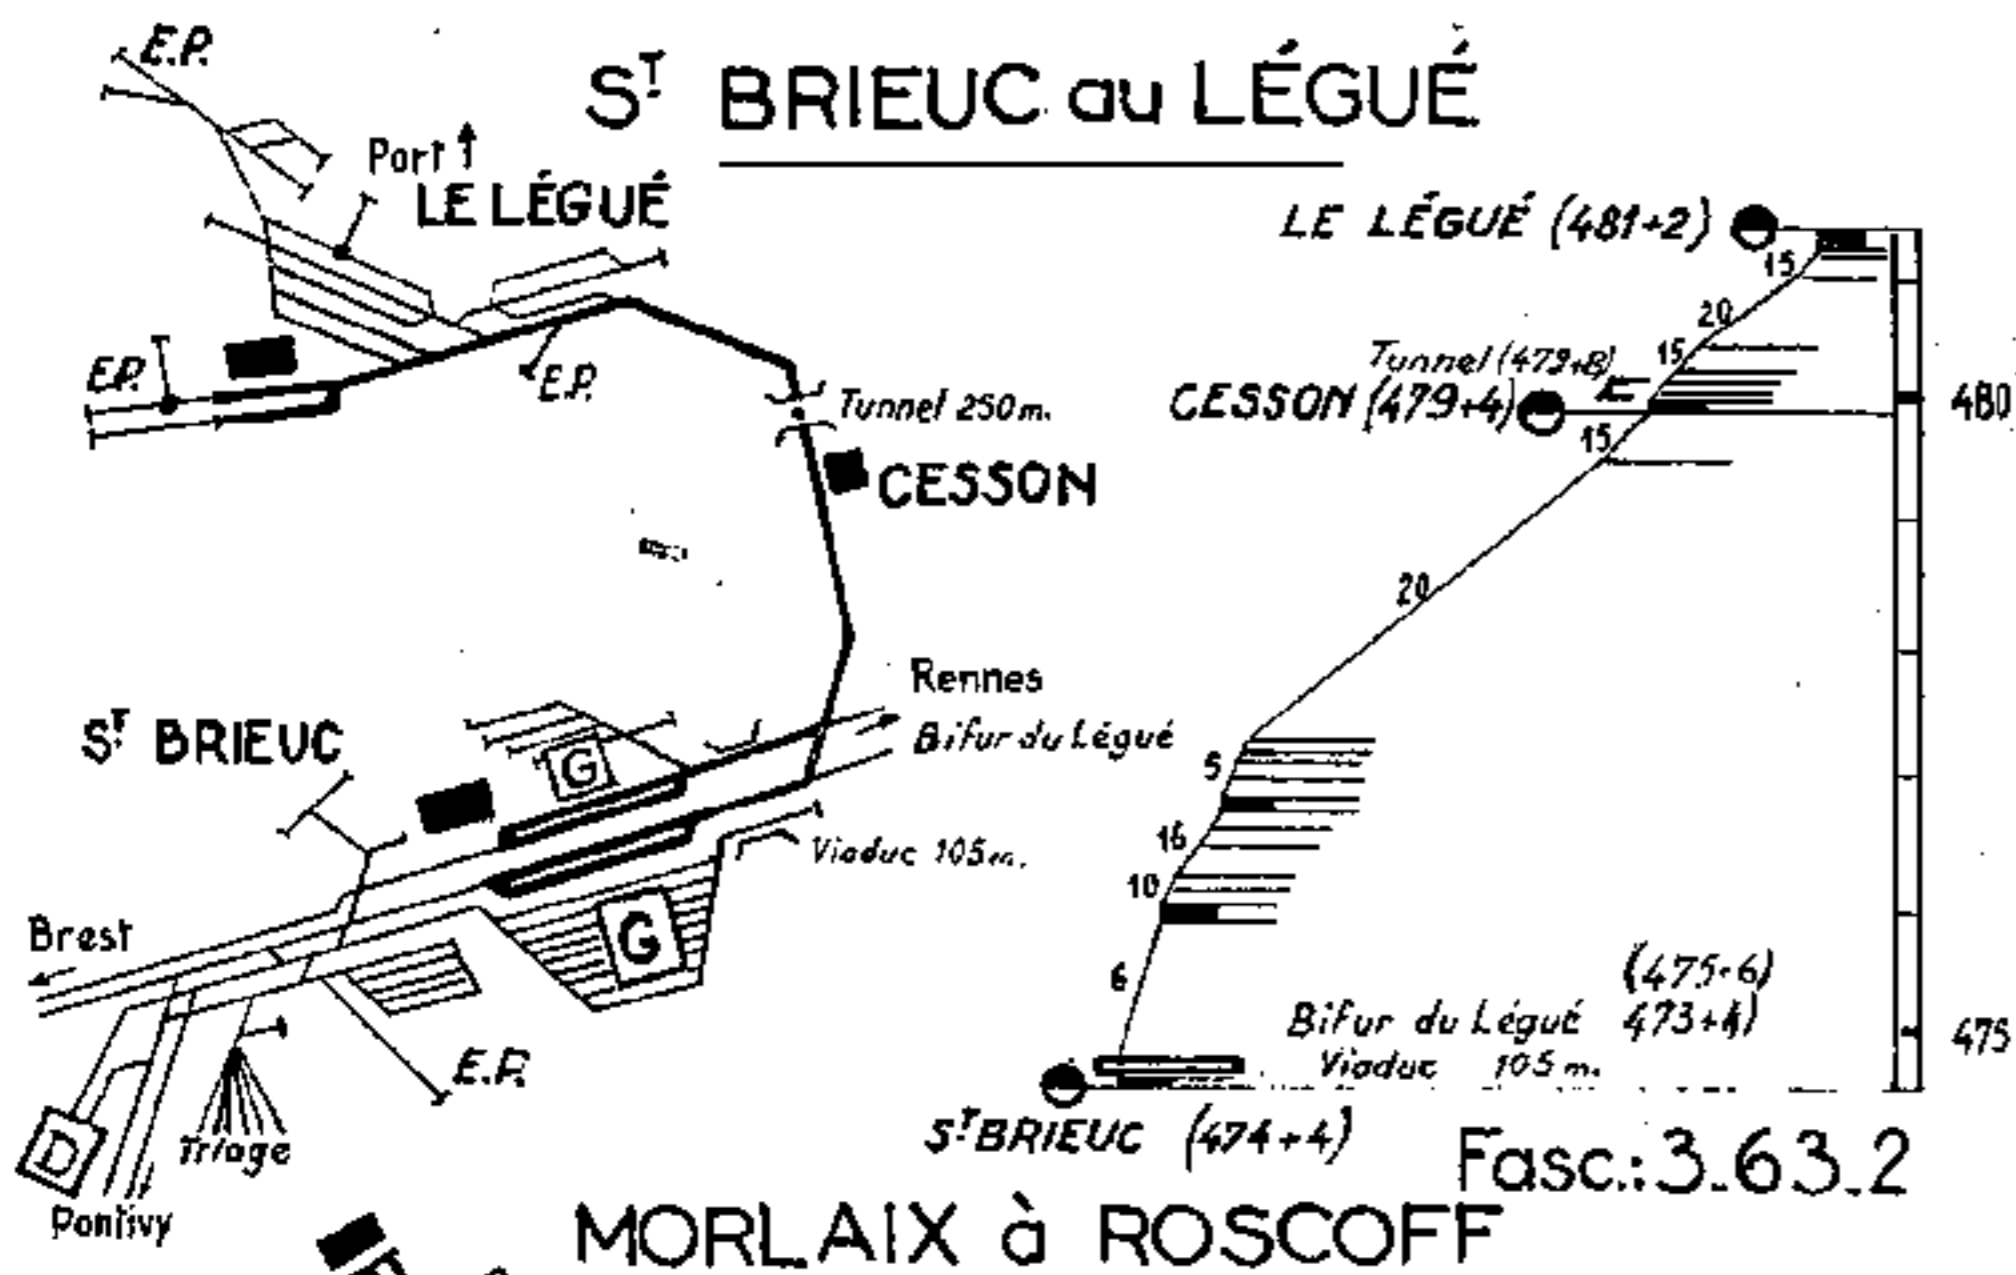 E.P.
ST BRIEUC au LÉGUÉ
Port
LE LÉGUÉ
LE LÉGUÉ (481+2)
15
20
15
Tunnel (479+8)
E.P.
E.P.
Tunnel 250 m.
CESSON (479+4)
480
15
CESSON
20
Rennes
ST BRIEUC
Bifur du Légué
G
5
16
Viaduc 105 m.
10
Brest
G
6
(475+6)
Bifur du Légué 473+4)
475
Viaduc 105 m.
E.P.
D
Triage
ST BRIEUC (474+4)
Fasc.: 3.63.2
Pontivy
MORLAIX à ROSCOFF